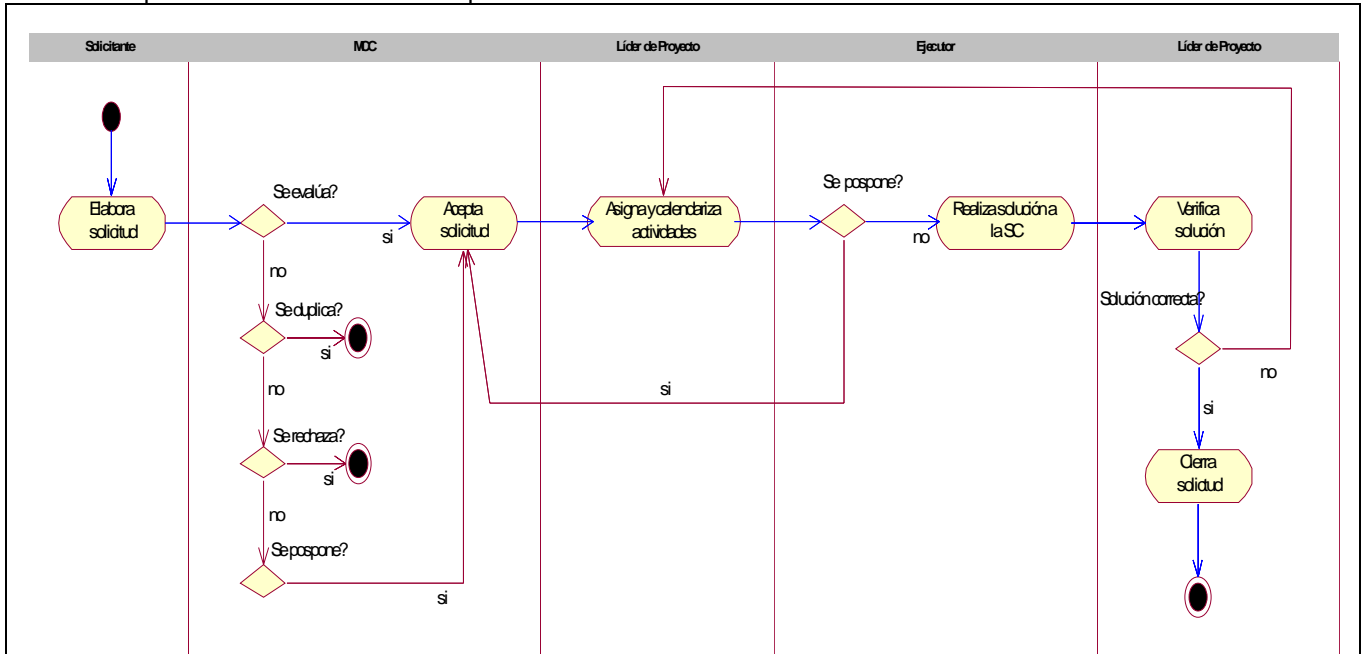 Solicitante
MCC
Líder de Proyecto
Ejecutor
Líder de Proyecto
Elabora
solicitud
Se evalúa?
si
no
Acepta
solicitud
Asigna y calendariza
actividades
Se pospone?
no
si
Realiza solución a
la SC
Verifica
solución
Solución correcta?
no
si
Cierra
solicitud
Se duplica?
si
no
Se rechaza?
si
no
Se pospone?
si